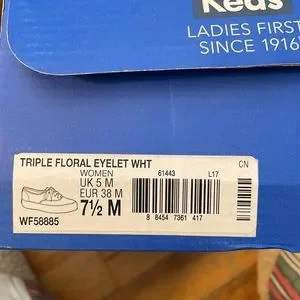 Keds
LADIES FIRST
SINCE 1916
TRIPLE FLORAL EYELET WHT
WOMEN
UK 5 M
EUR 38 M
7½ M
WF58885
61443
L17
CN
8 84547 7361 417